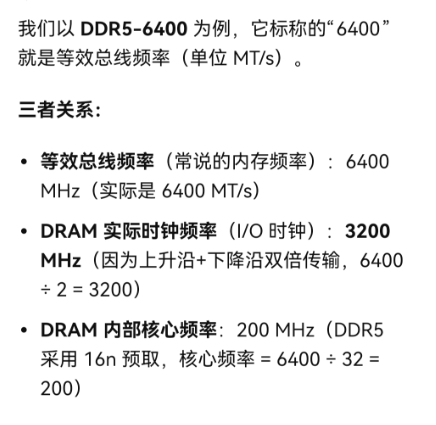 我们以 DDR5-6400 为例，它标称的“6400”
就是等效总线频率（单位 MT/s）。
三者关系：
• 等效总线频率（常说的内存频率）：6400
MHz（实际是 6400 MT/s）
• DRAM 实际时钟频率（I/O 时钟）：3200
MHz（因为上升沿+下降沿双倍传输，6400
÷ 2 = 3200）
• DRAM 内部核心频率：200 MHz（DDR5
采用 16n 预取，核心频率 = 6400 ÷ 32 =
200）